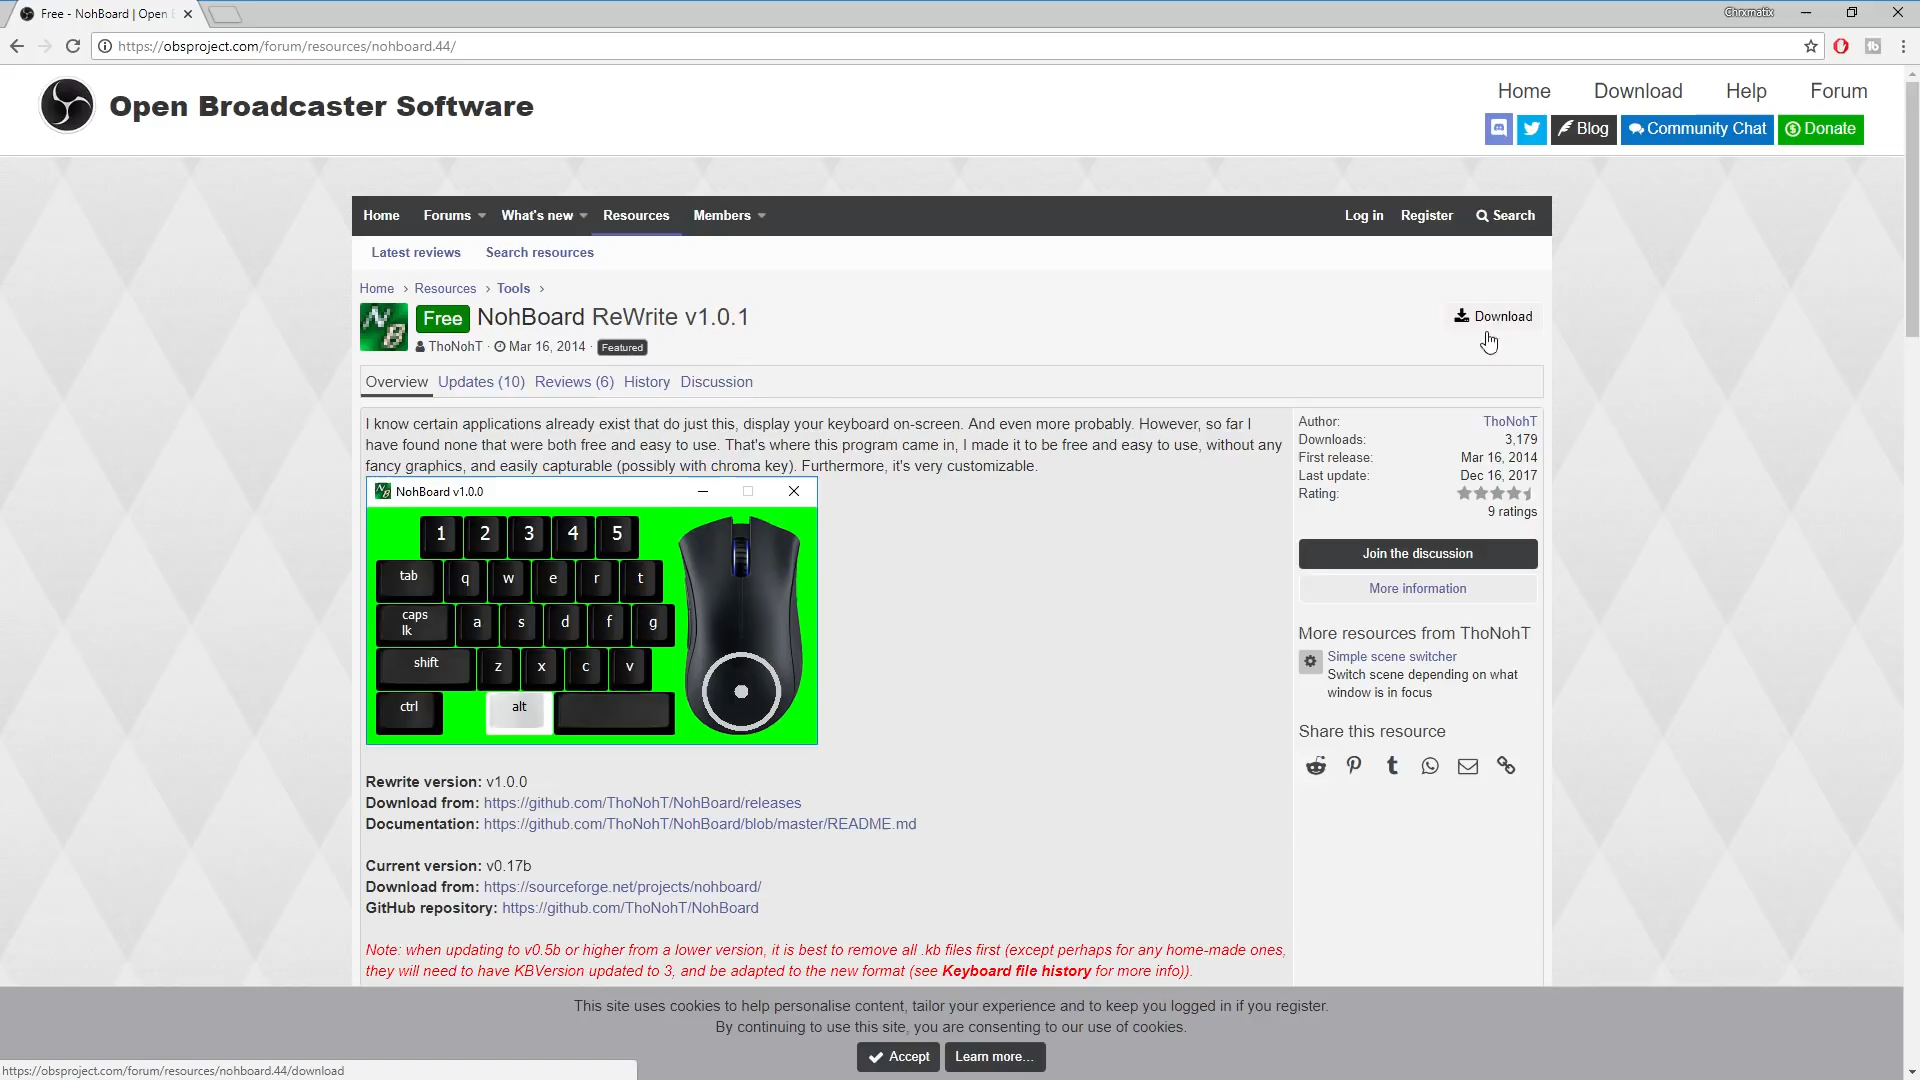 Free - NohBoard | Open
Chrxmatix
https://obsproject.com/forum/resources/nohboard.44/
Open Broadcaster Software
Home Download Help Forum
Blog Community Chat Donate
Home Forums What's new Resources Members Log in Register Search
Latest reviews Search resources
Home › Resources › Tools ›
NB
Free NohBoard ReWrite v1.0.1
Download
ThoNohT · Mar 16, 2014 · Featured
Overview Updates (10) Reviews (6) History Discussion
I know certain applications already exist that do just this, display your keyboard on-screen. And even more probably. However, so far I
have found none that were both free and easy to use. That's where this program came in, I made it to be free and easy to use, without any
fancy graphics, and easily capturable (possibly with chroma key). Furthermore, it's very customizable.
NohBoard v1.0.0
1 2 3 4 5
tab q w e r t
caps
lk a s d f g
shift z x c v
ctrl alt
Rewrite version: v1.0.0
Download from: https://github.com/ThoNohT/NohBoard/releases
Documentation: https://github.com/ThoNohT/NohBoard/blob/master/README.md
Current version: v0.17b
Download from: https://sourceforge.net/projects/nohboard/
GitHub repository: https://github.com/ThoNohT/NohBoard
Note: when updating to v0.5b or higher from a lower version, it is best to remove all .kb files first (except perhaps for any home-made ones,
they will need to have KBVersion updated to 3, and be adapted to the new format (see Keyboard file history for more info)).
Author: ThoNohT
Downloads: 3,179
First release: Mar 16, 2014
Last update: Dec 16, 2017
Rating:
9 ratings
Join the discussion
More information
More resources from ThoNohT
Simple scene switcher
Switch scene depending on what
window is in focus
Share this resource
This site uses cookies to help personalise content, tailor your experience and to keep you logged in if you register.
By continuing to use this site, you are consenting to our use of cookies.
Accept Learn more…
https://obsproject.com/forum/resources/nohboard.44/download